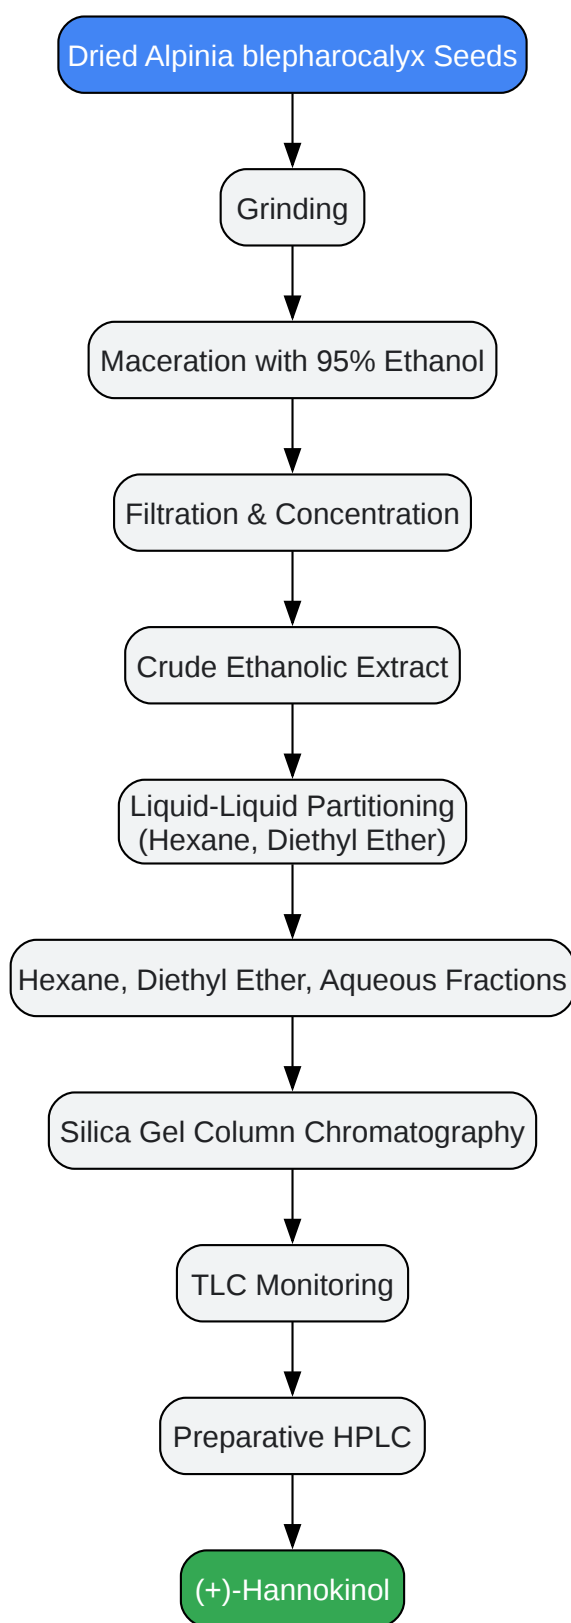 Dried Alpinia blepharocalyx Seeds
Grinding
Maceration with 95% Ethanol
Filtration & Concentration
Crude Ethanolic Extract
Liquid-Liquid Partitioning
(Hexane, Diethyl Ether)
Hexane, Diethyl Ether, Aqueous Fractions
Silica Gel Column Chromatography
TLC Monitoring
Preparative HPLC
(+)-Hannokinol